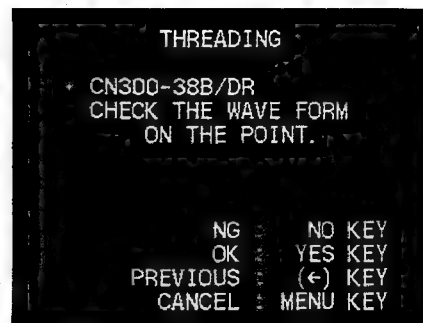 THREADING
* CN300-38B/DR
CHECK THE WAVE FORM
ON THE POINT.
NG : NO KEY
OK : YES KEY
PREVIOUS : (←) KEY
CANCEL : MENU KEY